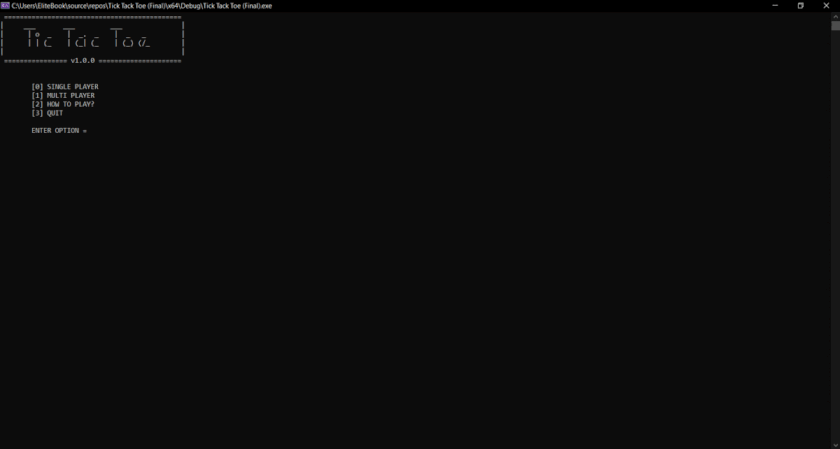 C:\Users\EliteBook\source\repos\Tick Tack Toe (Final)\x64\Debug\Tick Tack Toe (Final).exe
Tic Tac Toe
v1.0.0
[0] SINGLE PLAYER
[1] MULTI PLAYER
[2] HOW TO PLAY?
[3] QUIT
ENTER OPTION =